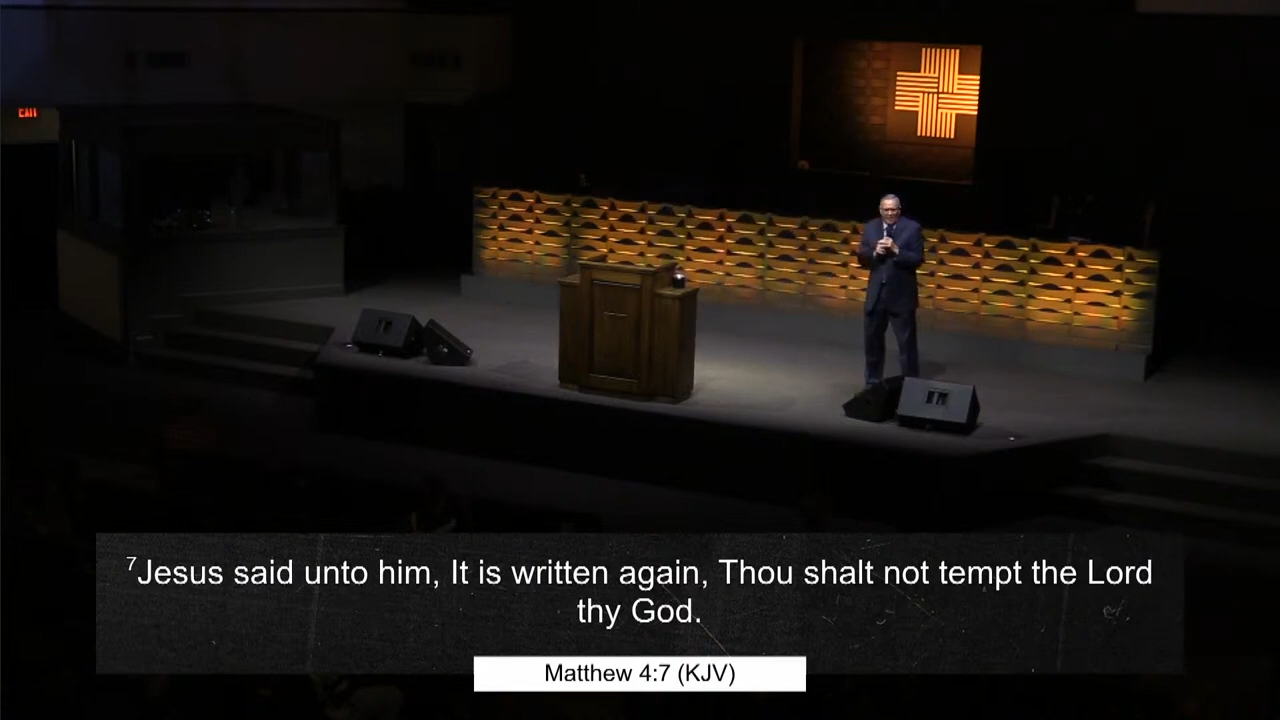 EXIT
⁷Jesus said unto him, It is written again, Thou shalt not tempt the Lord
thy God.
Matthew 4:7 (KJV)